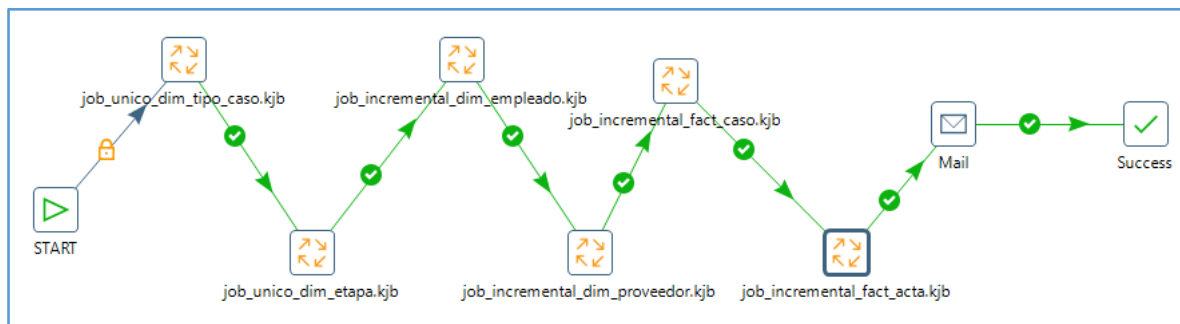 job_unico_dim_tipo_caso.kjb
job_incremental_dim_empleado.kjb
job_incremental_fact_caso.kjb
Mail
Success
START
job_unico_dim_etapa.kjb
job_incremental_dim_proveedor.kjb
job_incremental_fact_acta.kjb